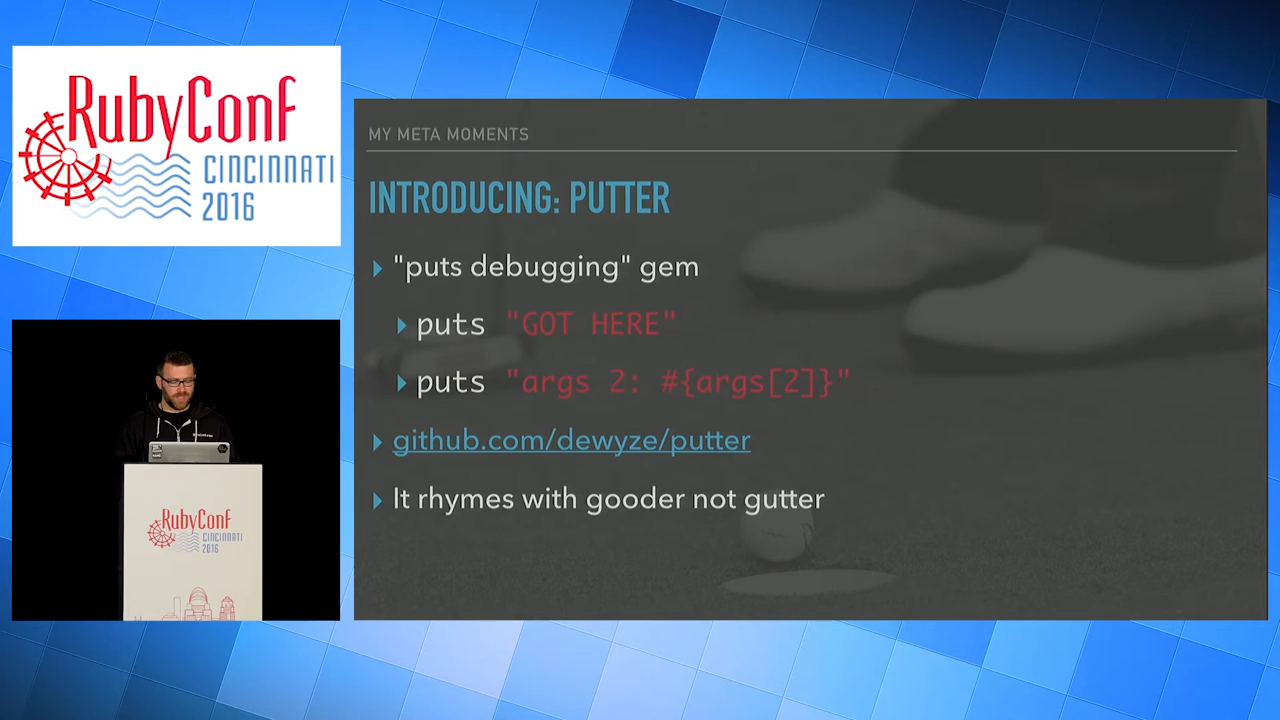 RubyConf
CINCINNATI
2016
MY META MOMENTS
INTRODUCING: PUTTER
"puts debugging" gem
puts "GOT HERE"
puts "args 2: #{args[2]}"
github.com/dewyze/putter
It rhymes with gooder not gutter
RubyConf
CINCINNATI
2016